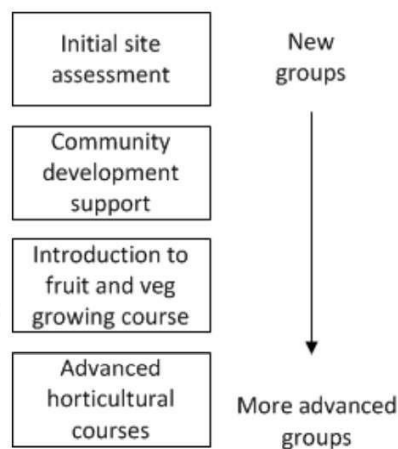 Initial site
assessment
New
groups
Community
development
support
Introduction to
fruit and veg
growing course
Advanced
horticultural
courses
More advanced
groups